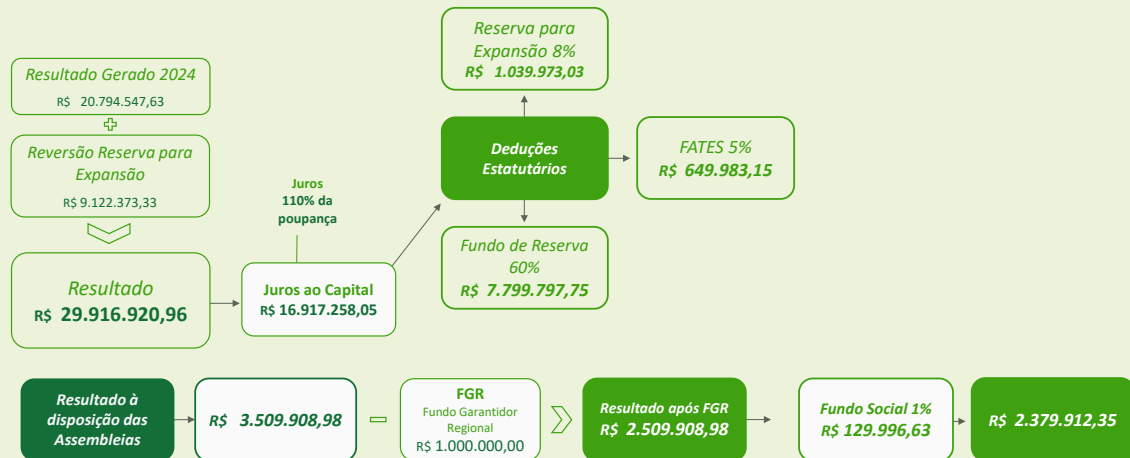 Resultado Gerado 2024
R$ 20.794.547,63
+
Reversão Reserva para
Expansão
R$ 9.122.373,33
Resultado
R$ 29.916.920,96
Juros
110% da
poupança
Juros ao Capital
R$ 16.917.258,05
Reserva para
Expansão 8%
R$ 1.039.973,03
Deduções
Estatutários
FATES 5%
R$ 649.983,15
Fundo de Reserva
60%
R$ 7.799.797,75
Resultado à
disposição das
Assembleias
R$ 3.509.908,98
FGR
Fundo Garantidor
Regional
R$ 1.000.000,00
Resultado após FGR
R$ 2.509.908,98
Fundo Social 1%
R$ 129.996,63
R$ 2.379.912,35